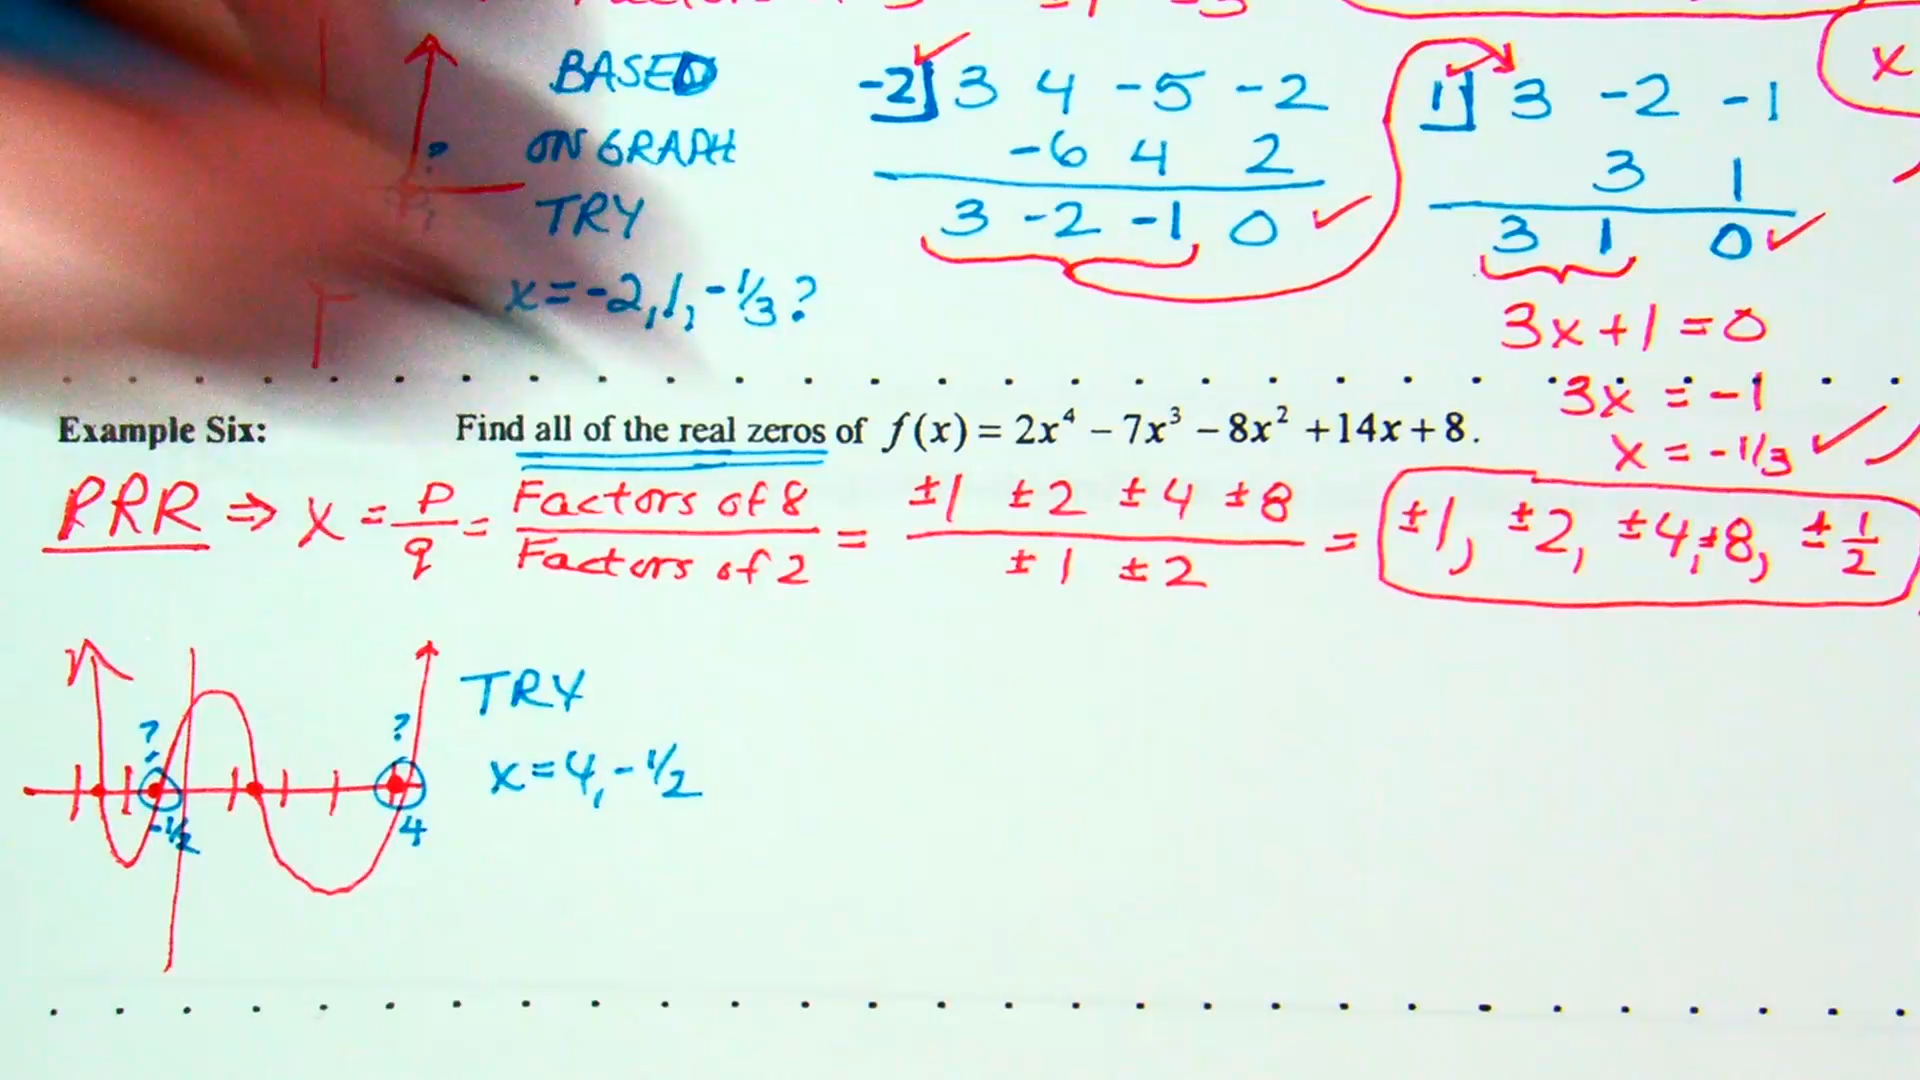 BASED
ON GRAPH
TRY
x = -2, 1, -1/3 ?
-2] 3 4 -5 -2
-6 4 2
3 -2 -1 0 ✓
1] 3 -2 -1
3 1
3 1 0 ✓
3x + 1 = 0
3x = -1
x = -1/3 ✓
x
Example Six: Find all of the real zeros of f(x) = 2x⁴ − 7x³ − 8x² + 14x + 8.
PRR ⇒ x = p/q = Factors of 8 / Factors of 2 = ±1 ±2 ±4 ±8 / ±1 ±2 = ±1, ±2, ±4, ±8, ±1/2
? ?
-1/2 4
TRY
x = 4, -1/2